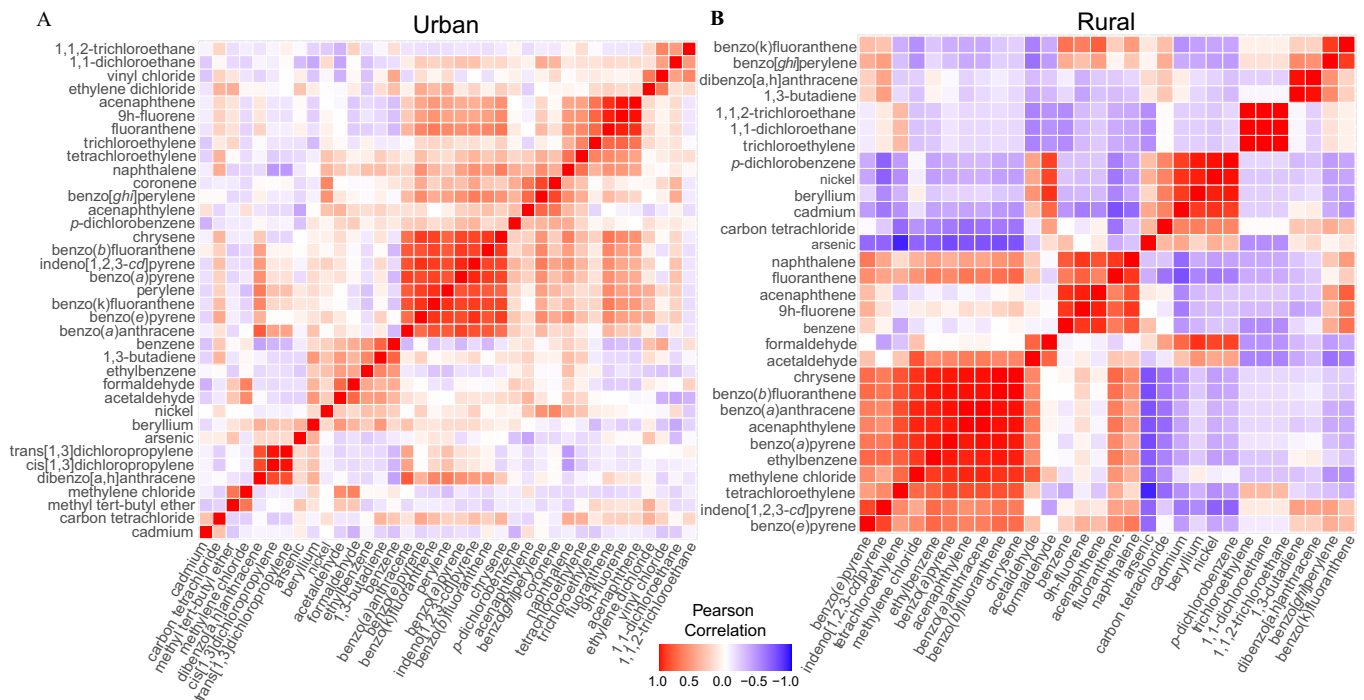 A
Urban
1,1,2-trichloroethane
1,1-dichloroethane
vinyl chloride
ethylene dichloride
acenaphthene
9h-fluorene
fluoranthene
trichloroethylene
tetrachloroethylene
naphthalene
coronene
benzo[ghi]perylene
acenaphthylene
p-dichlorobenzene
chrysene
benzo(b)fluoranthene
indeno[1,2,3-cd]pyrene
benzo(a)pyrene
perylene
benzo(k)fluoranthene
benzo(e)pyrene
benzo(a)anthracene
benzene
1,3-butadiene
ethylbenzene
formaldehyde
acetaldehyde
nickel
beryllium
arsenic
trans[1,3]dichloropropylene
cis[1,3]dichloropropylene
dibenzo[a,h]anthracene
methylene chloride
methyl tert-butyl ether
carbon tetrachloride
cadmium
cadmium
carbon tetrachloride
methyl tert-butyl ether
methylene chloride
dibenzo[a,h]anthracene
cis[1,3]dichloropropylene
trans[1,3]dichloropropylene
arsenic
beryllium
nickel
acetaldehyde
formaldehyde
ethylbenzene
1,3-butadiene
benzene
benzo(a)anthracene
benzo(e)pyrene
benzo(k)fluoranthene
perylene
benzo(a)pyrene
indeno[1,2,3-cd]pyrene
benzo(b)fluoranthene
chrysene
p-dichlorobenzene
acenaphthylene
benzo[ghi]perylene
coronene
naphthalene
tetrachloroethylene
trichloroethylene
fluoranthene
9h-fluorene
acenaphthene
ethylene dichloride
vinyl chloride
1,1-dichloroethane
1,1,2-trichloroethane
B
Rural
benzo(k)fluoranthene
benzo[ghi]perylene
dibenzo[a,h]anthracene
1,3-butadiene
1,1,2-trichloroethane
1,1-dichloroethane
trichloroethylene
p-dichlorobenzene
nickel
beryllium
cadmium
carbon tetrachloride
arsenic
naphthalene
fluoranthene
acenaphthene
9h-fluorene
benzene
formaldehyde
acetaldehyde
chrysene
benzo(b)fluoranthene
benzo(a)anthracene
acenaphthylene
benzo(a)pyrene
ethylbenzene
methylene chloride
tetrachloroethylene
indeno[1,2,3-cd]pyrene
benzo(e)pyrene
benzo(e)pyrene
indeno[1,2,3-cd]pyrene
tetrachloroethylene
methylene chloride
ethylbenzene
benzo(a)pyrene
acenaphthylene
benzo(a)anthracene
benzo(b)fluoranthene
chrysene
acetaldehyde
formaldehyde
benzene
9h-fluorene
acenaphthene
fluoranthene
naphthalene
arsenic
carbon tetrachloride
cadmium
beryllium
nickel
p-dichlorobenzene
trichloroethylene
1,1-dichloroethane
1,1,2-trichloroethane
1,3-butadiene
dibenzo[a,h]anthracene
benzo[ghi]perylene
benzo(k)fluoranthene
Pearson
Correlation
1.0 0.5 0.0 −0.5 −1.0